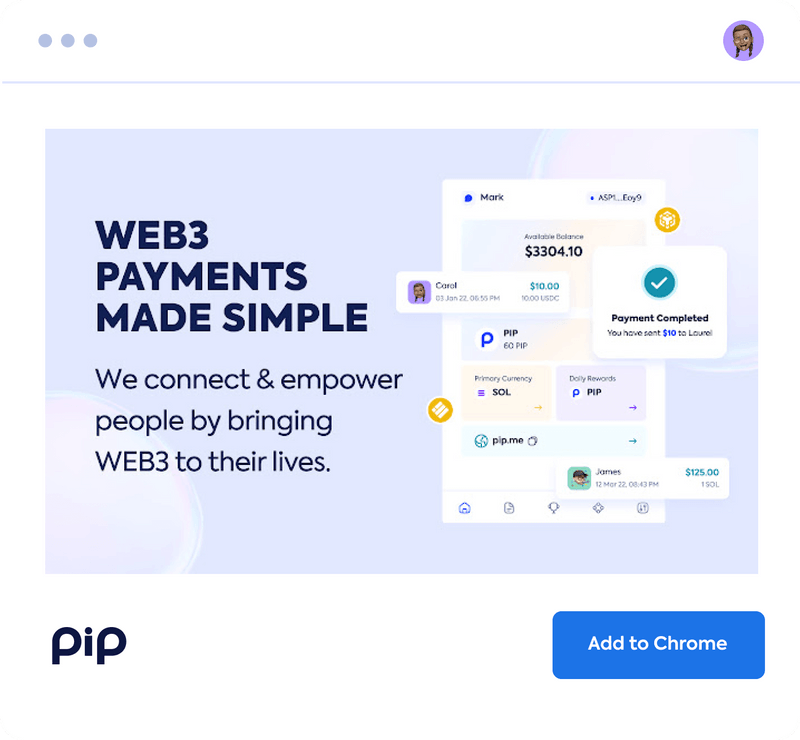 WEB3
PAYMENTS
MADE SIMPLE
We connect & empower
people by bringing
WEB3 to their lives.
Mark
ASP1...Eoy9
Available Balance
$3304.10
Carol
$10.00
03 Jan 22, 06:55 PM
10.00 USDC
Payment Completed
You have sent $10 to Laurel
PIP
60 PIP
Primary Currency
SOL
Daily Rewards
PIP
pip.me
James
$125.00
12 Mar 22, 08:43 PM
1 SOL
pip
Add to Chrome